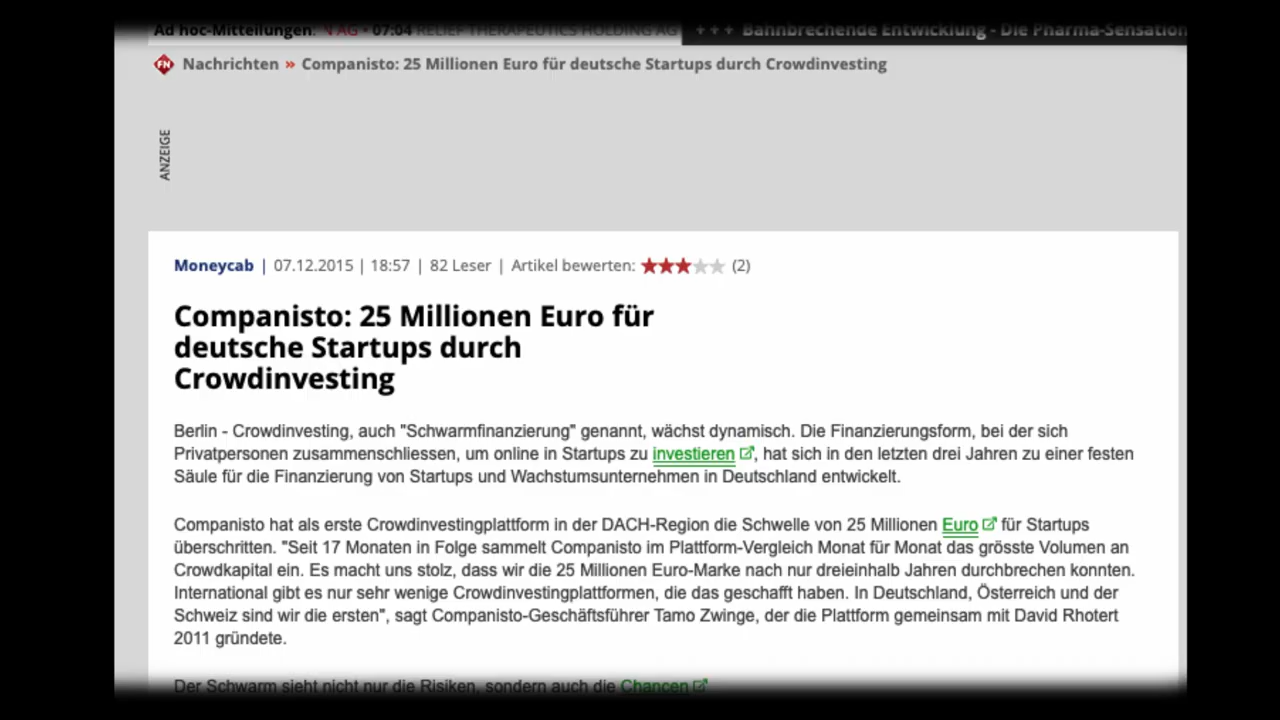 Ad hoc-Mitteilungen: N AG • 07:04 RELIEF THERAPEUTICS HOLDING AG +++ Bahnbrechende Entwicklung - Die Pharma-Sensation
FN Nachrichten » Companisto: 25 Millionen Euro für deutsche Startups durch Crowdinvesting
ANZEIGE
Moneycab | 07.12.2015 | 18:57 | 82 Leser | Artikel bewerten: (2)
Companisto: 25 Millionen Euro für
deutsche Startups durch
Crowdinvesting
Berlin - Crowdinvesting, auch "Schwarmfinanzierung" genannt, wächst dynamisch. Die Finanzierungsform, bei der sich
Privatpersonen zusammenschliessen, um online in Startups zu investieren, hat sich in den letzten drei Jahren zu einer festen
Säule für die Finanzierung von Startups und Wachstumsunternehmen in Deutschland entwickelt.
Companisto hat als erste Crowdinvestingplattform in der DACH-Region die Schwelle von 25 Millionen Euro für Startups
überschritten. "Seit 17 Monaten in Folge sammelt Companisto im Plattform-Vergleich Monat für Monat das grösste Volumen an
Crowdkapital ein. Es macht uns stolz, dass wir die 25 Millionen Euro-Marke nach nur dreieinhalb Jahren durchbrechen konnten.
International gibt es nur sehr wenige Crowdinvestingplattformen, die das geschafft haben. In Deutschland, Österreich und der
Schweiz sind wir die ersten", sagt Companisto-Geschäftsführer Tamo Zwinge, der die Plattform gemeinsam mit David Rhotert
2011 gründete.
Der Schwarm sieht nicht nur die Risiken, sondern auch die Chancen